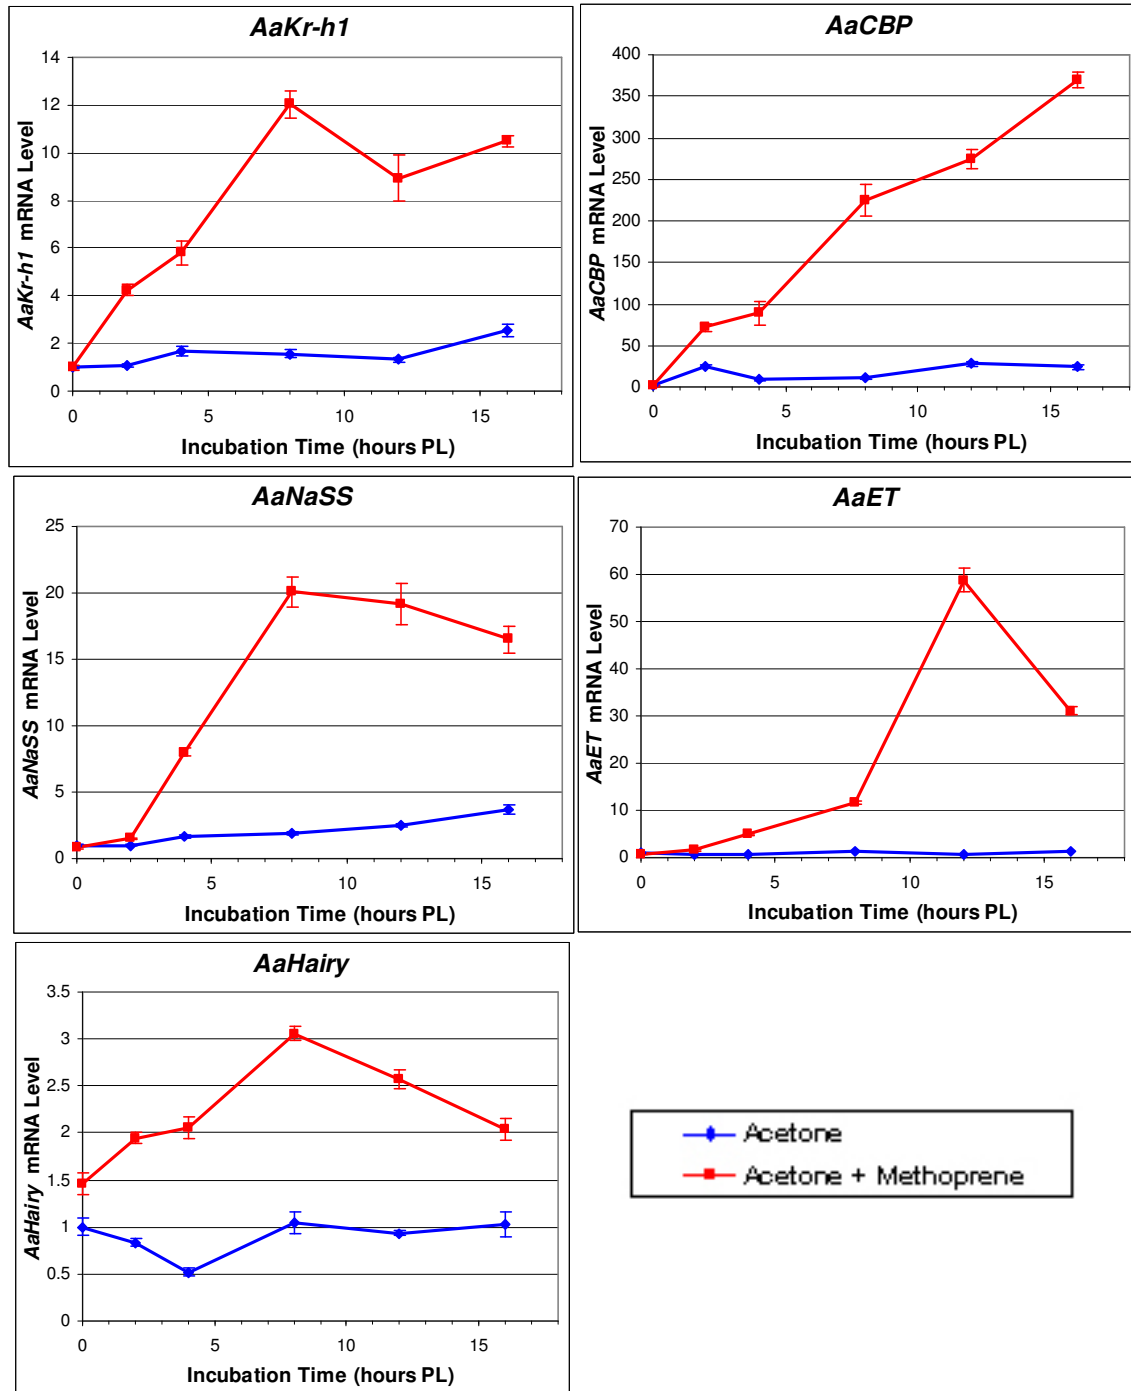 AaKr-h1
AaKr-h1 mRNA Level
14
12
10
8
6
4
2
0
0 5 10 15
Incubation Time (hours PL)
AaCBP
AaCBP mRNA Level
400
350
300
250
200
150
100
50
0
0 5 10 15
Incubation Time (hours PL)
AaNaSS
AaNaSS mRNA Level
25
20
15
10
5
0
0 5 10 15
Incubation Time (hours PL)
AaET
AaET mRNA Level
70
60
50
40
30
20
10
0
0 5 10 15
Incubation Time (hours PL)
AaHairy
AaHairy mRNA Level
3.5
3
2.5
2
1.5
1
0.5
0
0 5 10 15
Incubation Time (hours PL)
Acetone
Acetone + Methoprene